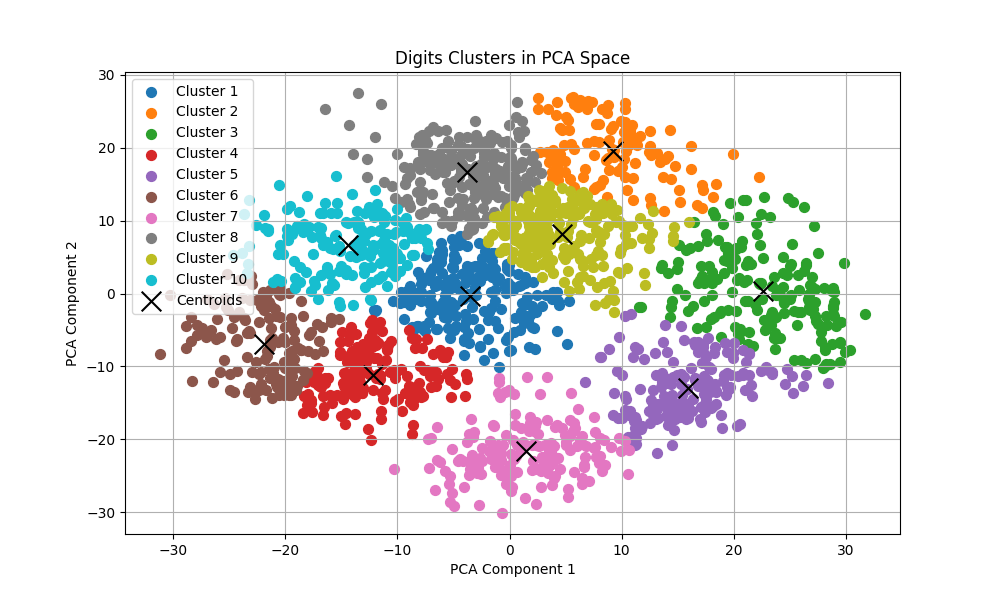 Digits Clusters in PCA Space
Cluster 1
Cluster 2
Cluster 3
Cluster 4
Cluster 5
Cluster 6
Cluster 7
Cluster 8
Cluster 9
Cluster 10
Centroids
30
20
10
0
−10
−20
−30
PCA Component 2
−30 −20 −10 0 10 20 30
PCA Component 1